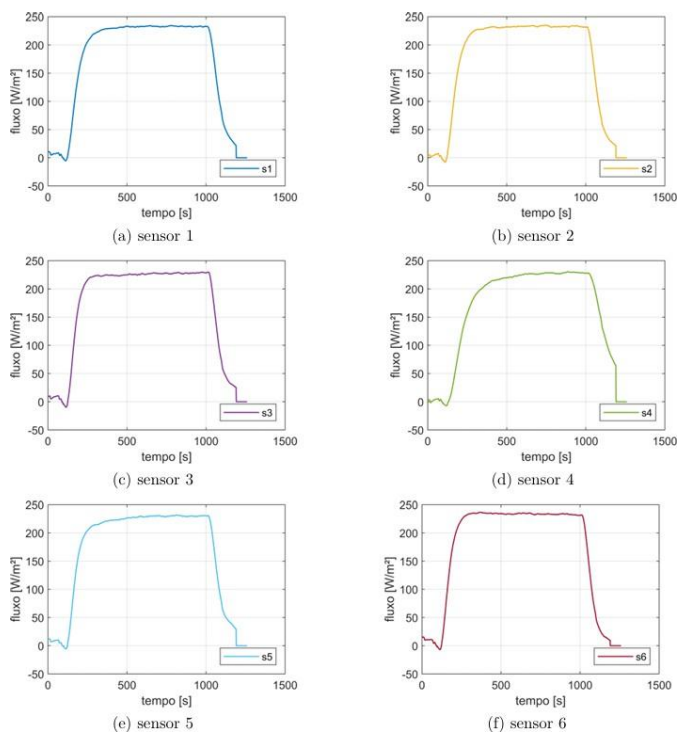 250
200
150
100
50
0
-50
fluxo [W/m²]
0 500 1000 1500
tempo [s]
s1
(a) sensor 1
250
200
150
100
50
0
-50
fluxo [W/m²]
0 500 1000 1500
tempo [s]
s2
(b) sensor 2
250
200
150
100
50
0
-50
fluxo [W/m²]
0 500 1000 1500
tempo [s]
s3
(c) sensor 3
250
200
150
100
50
0
-50
fluxo [W/m²]
0 500 1000 1500
tempo [s]
s4
(d) sensor 4
250
200
150
100
50
0
-50
fluxo [W/m²]
0 500 1000 1500
tempo [s]
s5
(e) sensor 5
250
200
150
100
50
0
-50
fluxo [W/m²]
0 500 1000 1500
tempo [s]
s6
(f) sensor 6